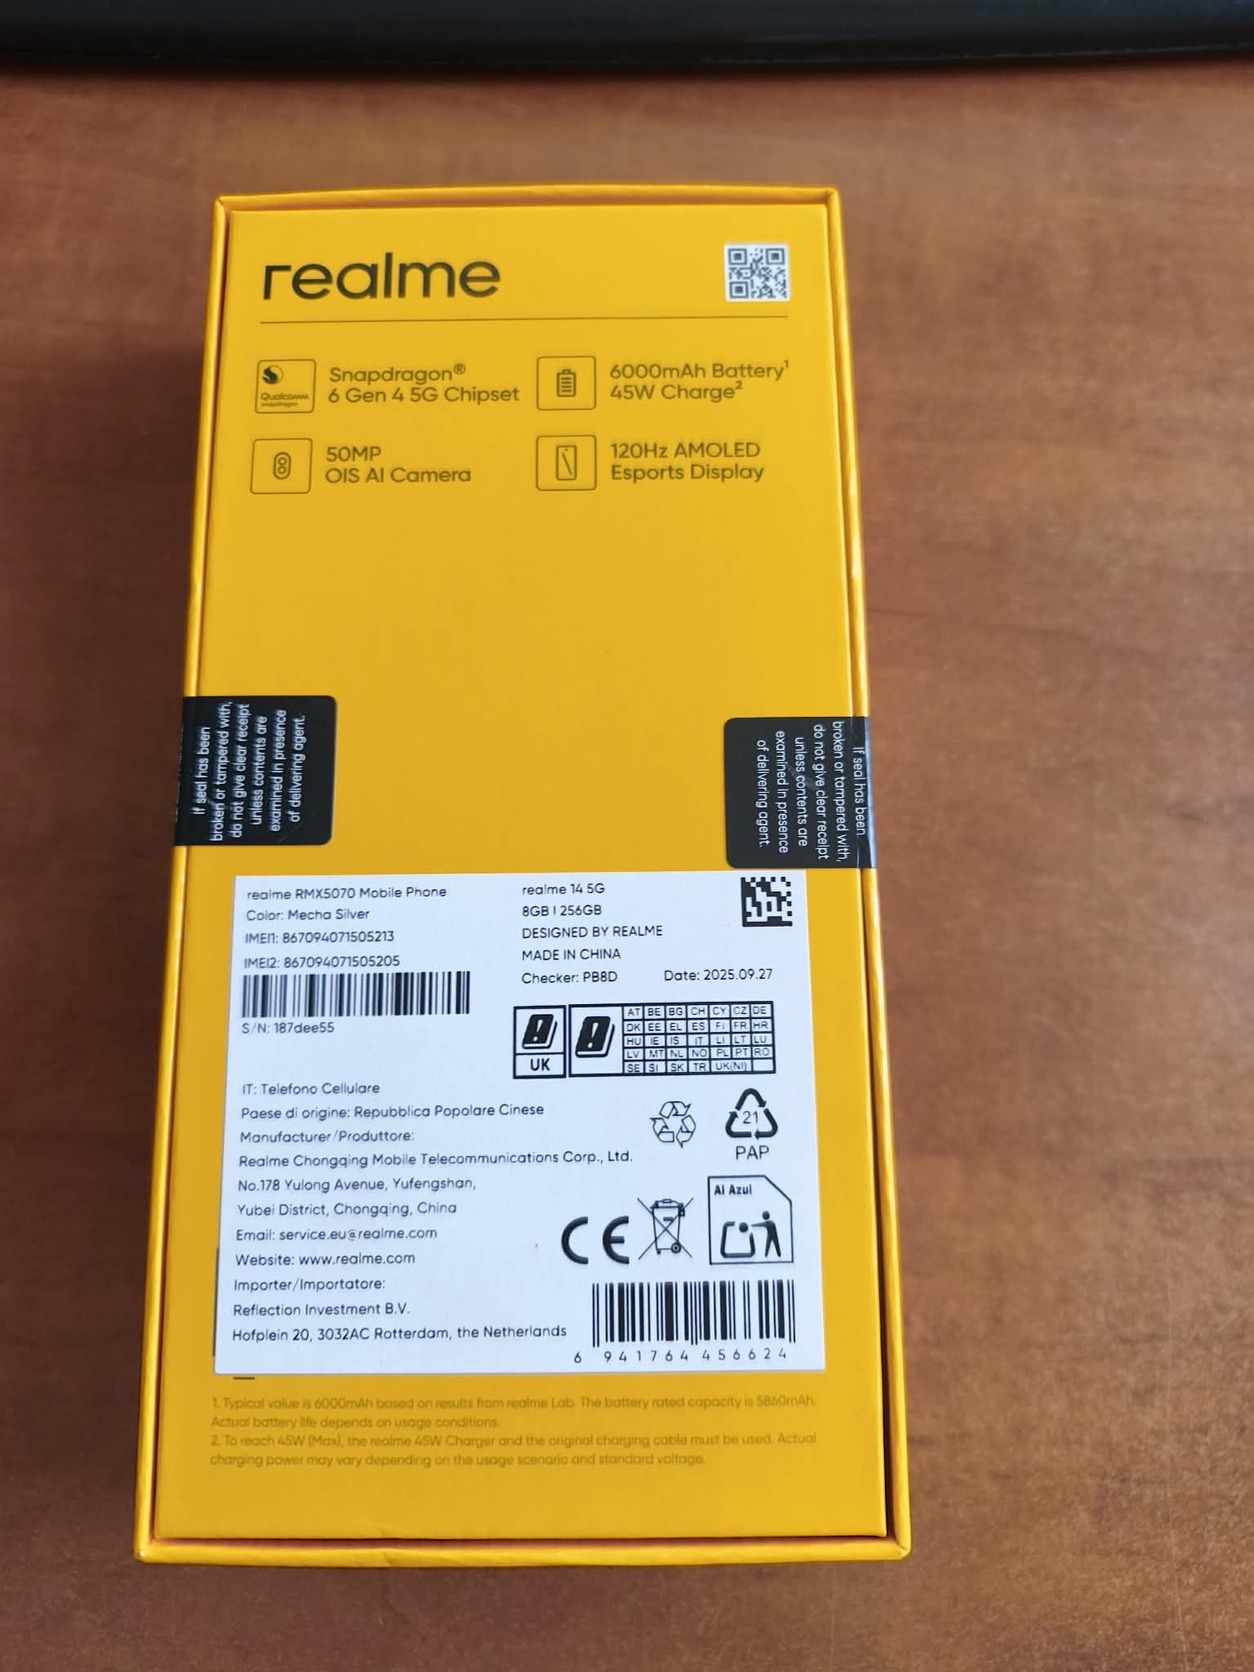 realme
Qualcomm
snapdragon
Snapdragon®
6 Gen 4 5G Chipset
6000mAh Battery¹
45W Charge²
50MP
OIS AI Camera
120Hz AMOLED
Esports Display
If seal has been
broken or tampered with,
do not give clear receipt
unless contents are
examined in presence
of delivering agent.
If seal has been
broken or tampered with,
do not give clear receipt
unless contents are
examined in presence
of delivering agent.
realme RMX5070 Mobile Phone
Color: Mecha Silver
IMEI1: 867094071505213
IMEI2: 867094071505205
S/N: 187dee55
realme 14 5G
8GB | 256GB
DESIGNED BY REALME
MADE IN CHINA
Checker: PB8D Date: 2025.09.27
UK
AT BE BG CH CY CZ DE
DK EE EL ES FI FR HR
HU IE IS IT LI LT LU
LV MT NL NO PL PT RO
SE SI SK TR UK(NI)
IT: Telefono Cellulare
Paese di origine: Repubblica Popolare Cinese
Manufacturer/Produttore:
Realme Chongqing Mobile Telecommunications Corp., Ltd.
No.178 Yulong Avenue, Yufengshan,
Yubei District, Chongqing, China
Email: service.eu@realme.com
Website: www.realme.com
Importer/Importatore:
Reflection Investment B.V.
Hofplein 20, 3032AC Rotterdam, the Netherlands
21
PAP
Al Azul
CE
6 941764 456624
1. Typical value is 6000mAh based on results from realme Lab. The battery rated capacity is 5860mAh.
Actual battery life depends on usage conditions.
2. To reach 45W (Max), the realme 45W Charger and the original charging cable must be used. Actual
charging power may vary depending on the usage scenario and standard voltage.